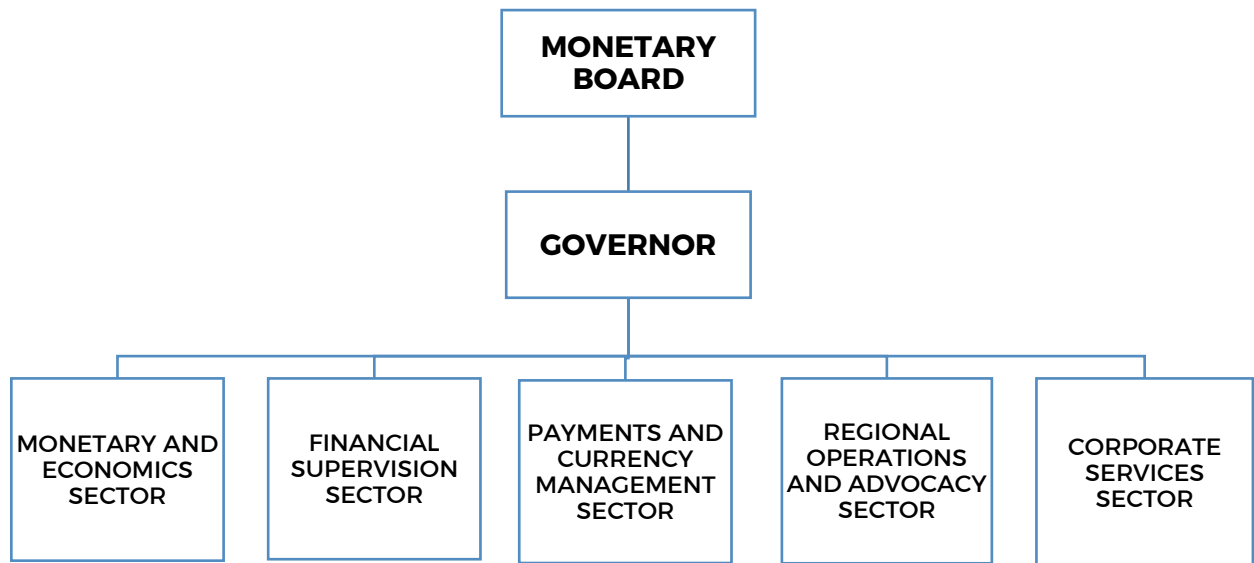 MONETARY
BOARD
GOVERNOR
MONETARY AND
ECONOMICS
SECTOR
FINANCIAL
SUPERVISION
SECTOR
PAYMENTS AND
CURRENCY
MANAGEMENT
SECTOR
REGIONAL
OPERATIONS
AND ADVOCACY
SECTOR
CORPORATE
SERVICES
SECTOR